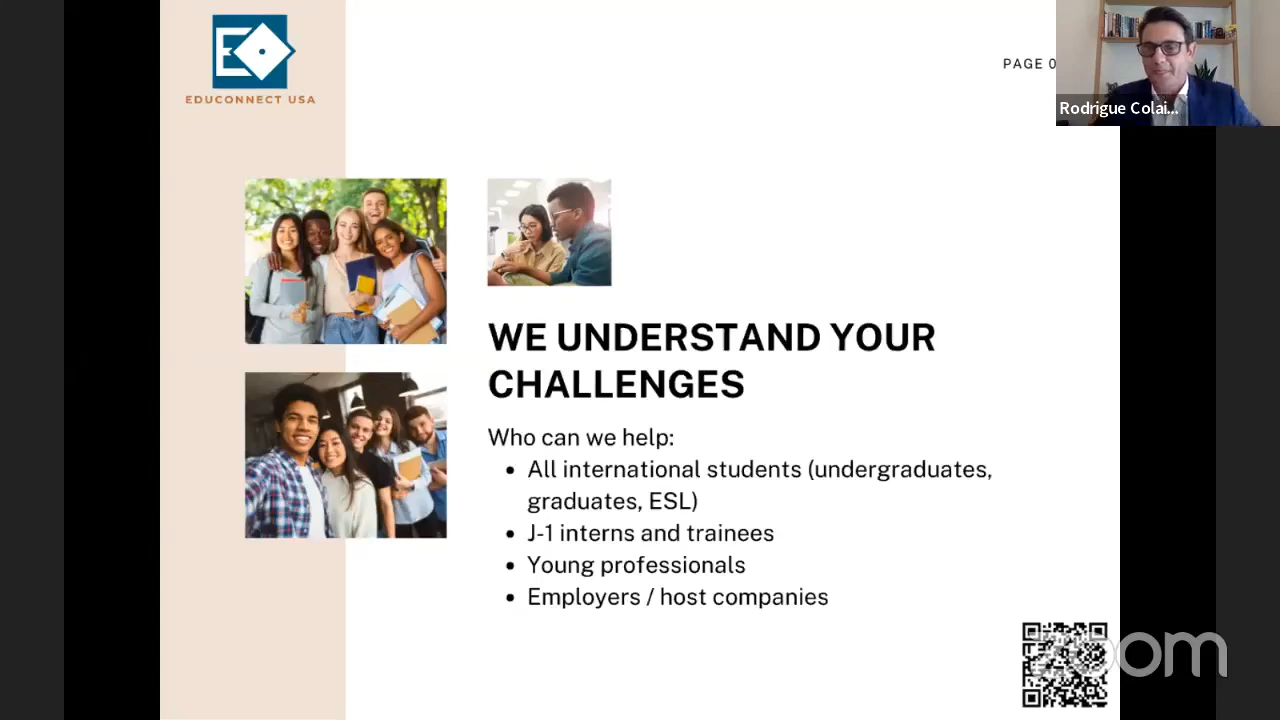 EDUCONNECT USA
PAGE 0
Rodrigue Colai...
WE UNDERSTAND YOUR
CHALLENGES
Who can we help:
• All international students (undergraduates,
graduates, ESL)
• J-1 interns and trainees
• Young professionals
• Employers / host companies
zoom